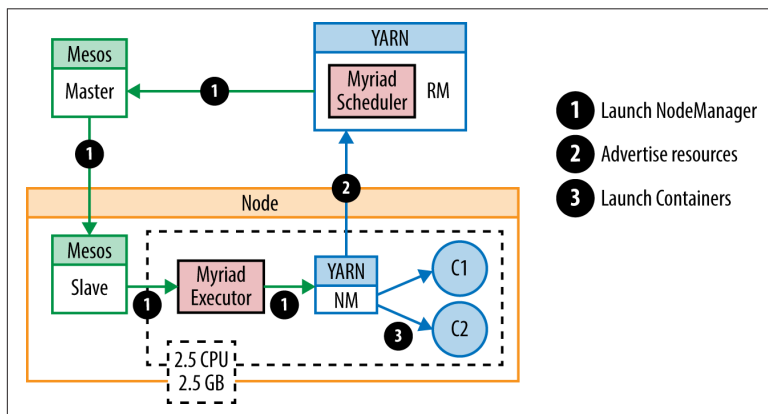 YARN
Mesos
Master
Myriad
Scheduler
RM
1
1
1 Launch NodeManager
2 Advertise resources
3 Launch Containers
2
Node
Mesos
Slave
1
Myriad
Executor
1
YARN
NM
C1
C2
3
2.5 CPU
2.5 GB